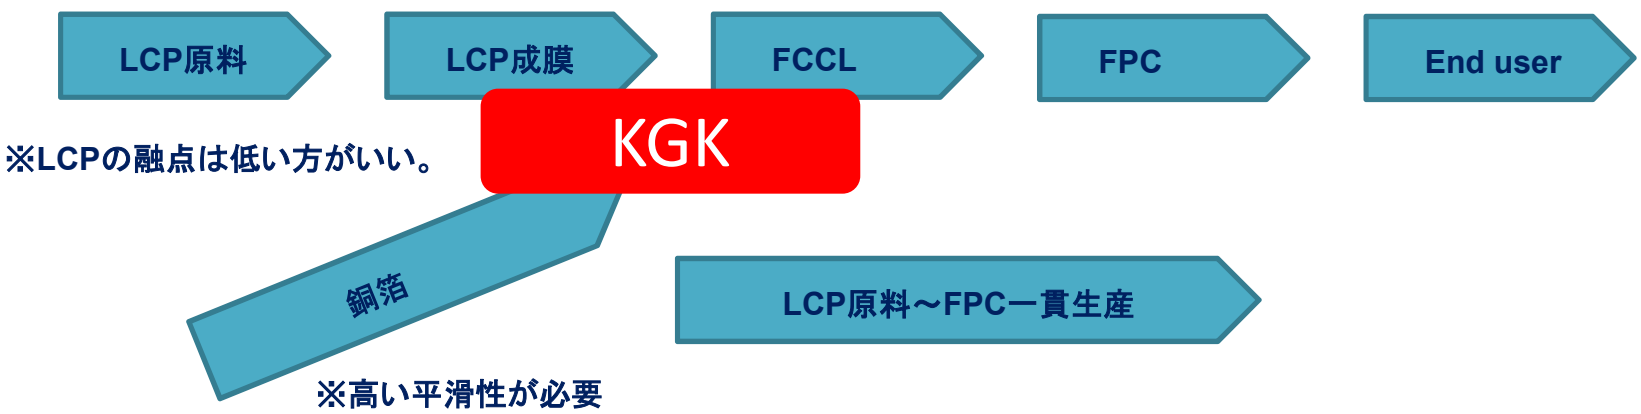 LCP原料
LCP成膜
FCCL
FPC
End user
KGK
※LCPの融点は低い方がいい。
銅箔
LCP原料～FPC一貫生産
※高い平滑性が必要